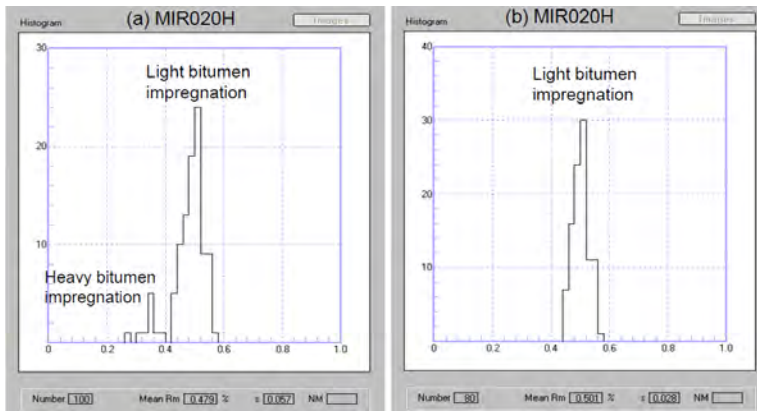 Histogram (a) MIR020H Images
30
Light bitumen
impregnation
20
10
Heavy bitumen
impregnation
0 0.2 0.4 0.6 0.8 1.0
Number 100 Mean Rm 0.479 % s 0.057 NM
Histogram (b) MIR020H Images
40
Light bitumen
impregnation
30
20
10
0 0.2 0.4 0.6 0.8 1.0
Number 80 Mean Rm 0.501 % s 0.028 NM